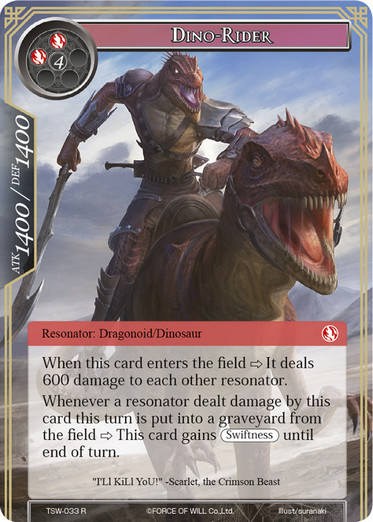 Dino-Rider
4
ATK 1400 / DEF 1400
Resonator: Dragonoid/Dinosaur
When this card enters the field ⇨ It deals
600 damage to each other resonator.
Whenever a resonator dealt damage by this
card this turn is put into a graveyard from
the field ⇨ This card gains Swiftness until
end of turn.
"I'Ll KiLl YoU!" -Scarlet, the Crimson Beast
TSW-033 R ©FORCE OF WILL Co.,Ltd. Illust/suranaki